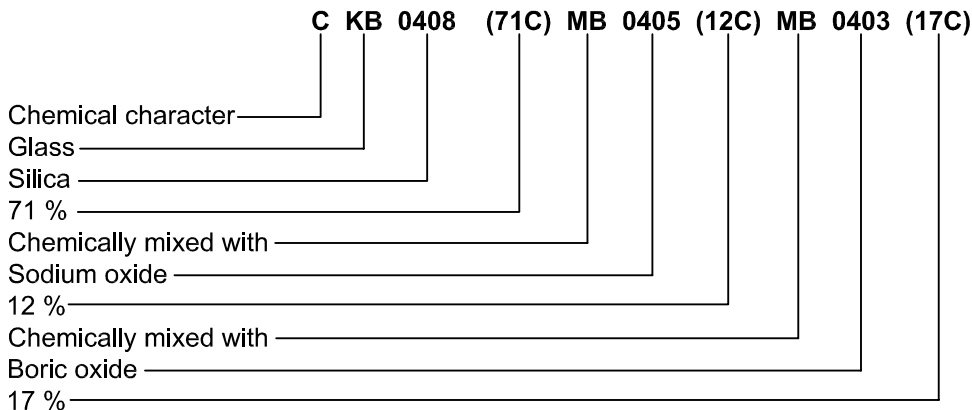 C KB 0408 (71C) MB 0405 (12C) MB 0403 (17C)
Chemical character
Glass
Silica
71 %
Chemically mixed with
Sodium oxide
12 %
Chemically mixed with
Boric oxide
17 %